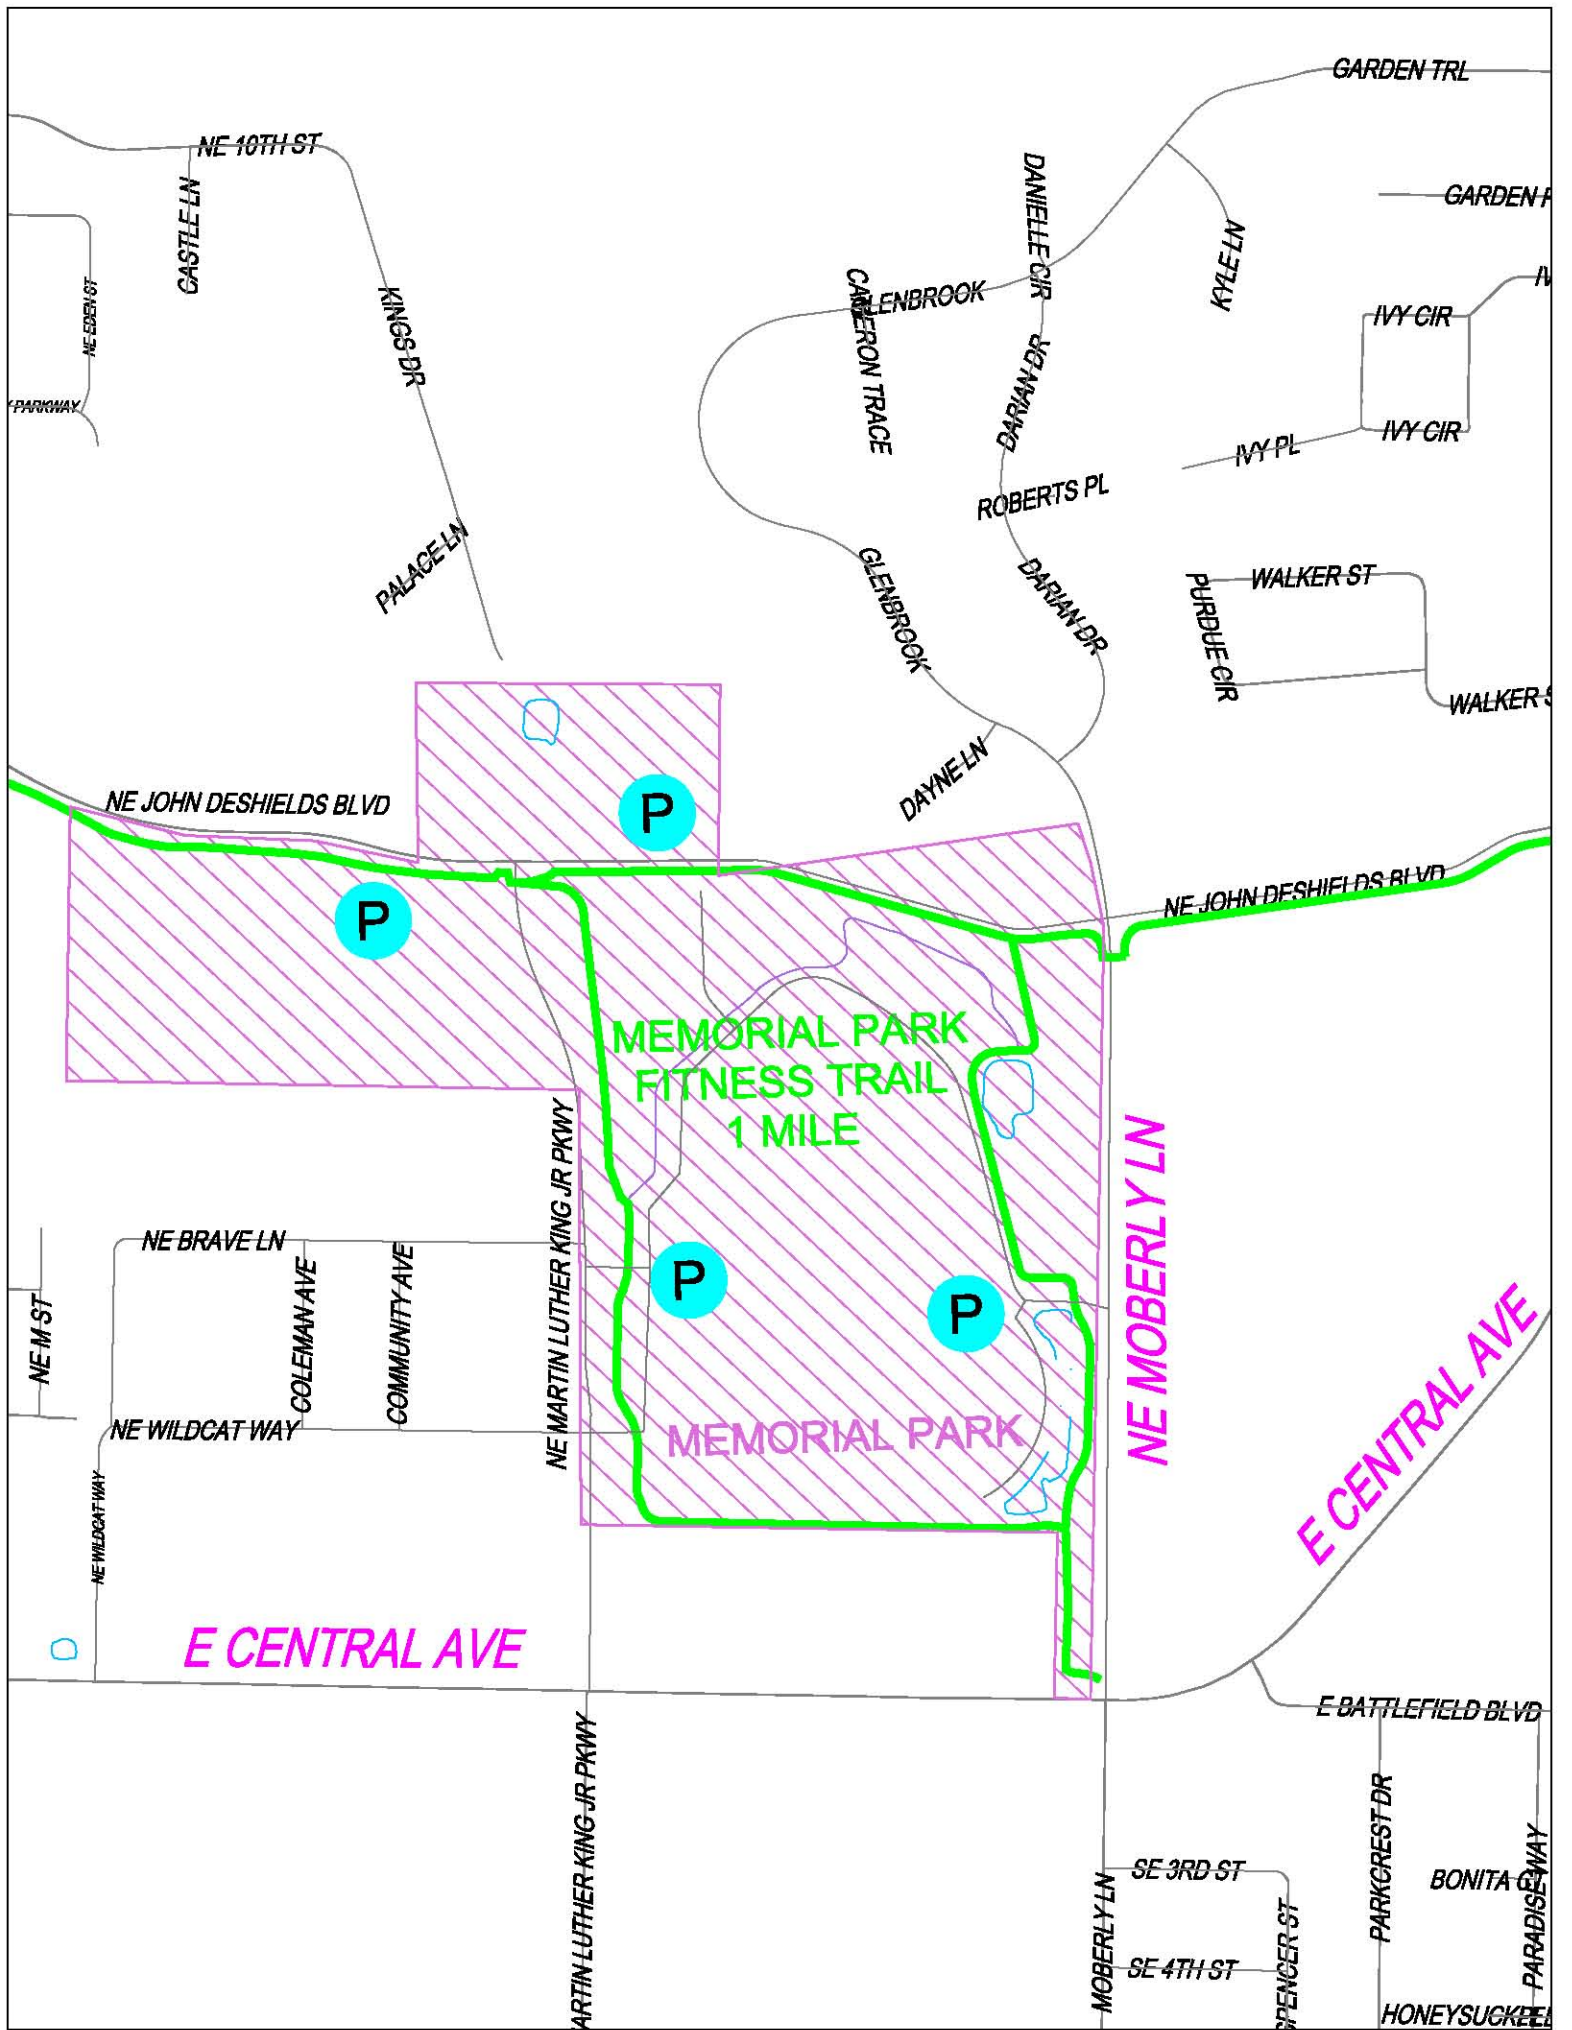 GARDEN TRL
NE 10TH ST
CASTLE LN
DANIELLE CIR
GARDEN
KYLE LN
NE EDEN ST
KINGS DR
GLENBROOK
CAMERON TRACE
IVY CIR
DARIAN DR
PARKWAY
IVY CIR
IVY PL
ROBERTS PL
PALACE LN
GLENBROOK
DARIAN DR
WALKER ST
PURDUE CIR
WALKER
DAYNE LN
NE JOHN DESHIELDS BLVD
P
NE JOHN DESHIELDS BLVD
P
MEMORIAL PARK
FITNESS TRAIL
1 MILE
NE MARTIN LUTHER KING JR PKWY
NE MOBERLY LN
NE BRAVE LN
COLEMAN AVE
COMMUNITY AVE
NE M ST
P
P
NE WILDCAT WAY
MEMORIAL PARK
E CENTRAL AVE
NE WILDCAT WAY
E CENTRAL AVE
E BATTLEFIELD BLVD
ARTIN LUTHER KING JR PKWY
PARKCREST DR
SE 3RD ST
BONITA
PARADISE WAY
MOBERLY LN
SPENCER ST
SE 4TH ST